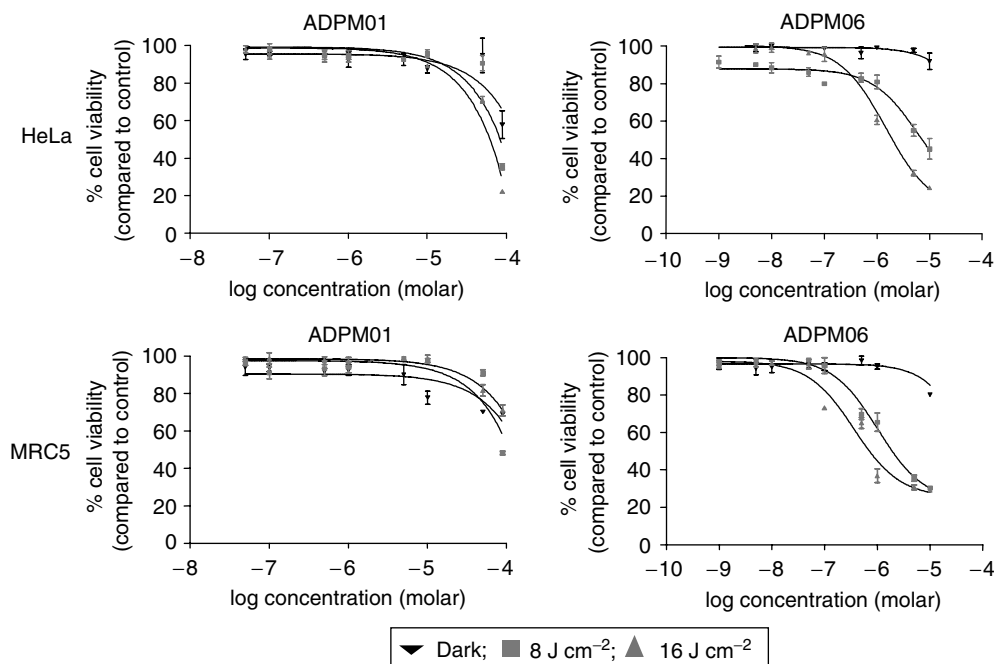 ADPM01
ADPM06
HeLa
% cell viability
(compared to control)
100
80
60
40
20
0
−8 −7 −6 −5 −4
log concentration (molar)
% cell viability
(compared to control)
100
80
60
40
20
0
−10 −9 −8 −7 −6 −5 −4
log concentration (molar)
ADPM01
ADPM06
MRC5
% cell viability
(compared to control)
100
80
60
40
20
0
−8 −7 −6 −5 −4
log concentration (molar)
% cell viability
(compared to control)
100
80
60
40
20
0
−10 −9 −8 −7 −6 −5 −4
log concentration (molar)
Dark; 8 J cm−2; 16 J cm−2